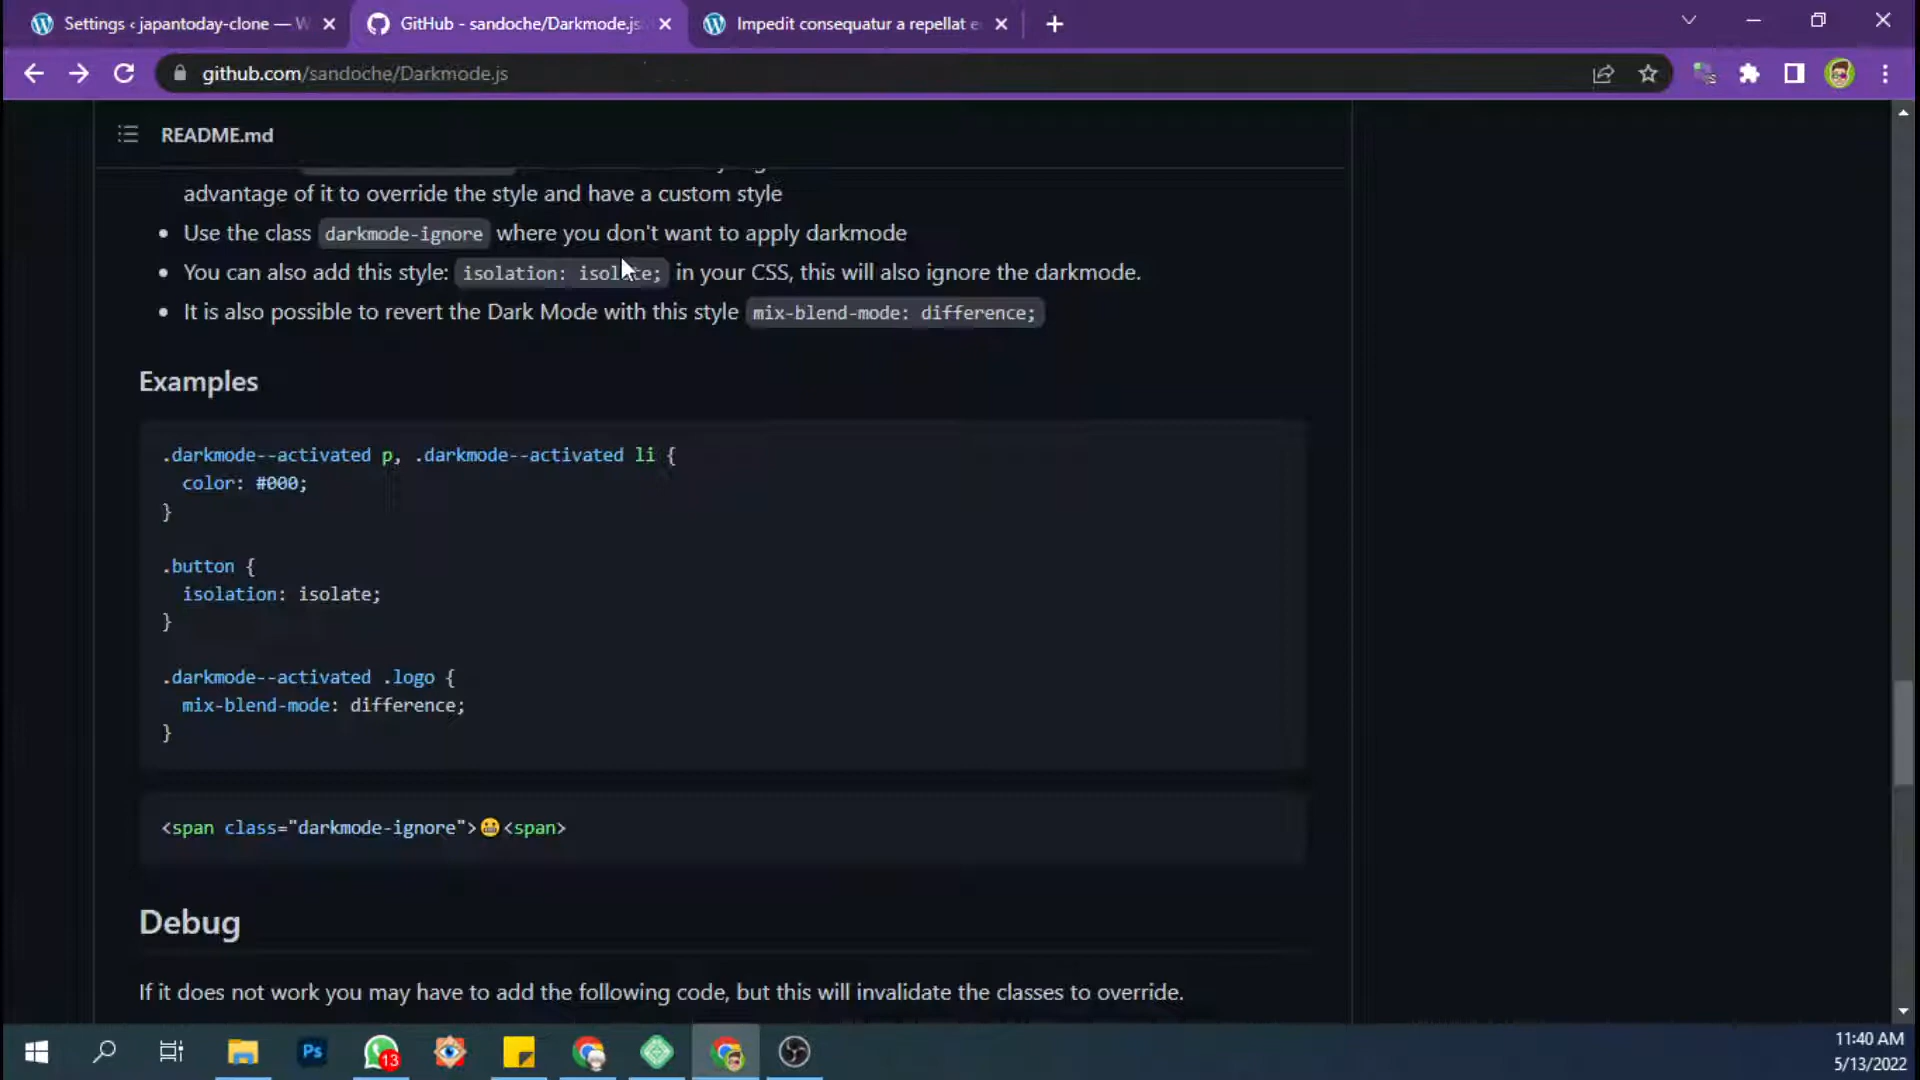 Settings ‹ japantoday-clone — W
GitHub - sandoche/Darkmode.js
Impedit consequatur a repellat e
github.com/sandoche/Darkmode.js
README.md
advantage of it to override the style and have a custom style
Use the class darkmode-ignore where you don't want to apply darkmode
You can also add this style: isolation: isolate; in your CSS, this will also ignore the darkmode.
It is also possible to revert the Dark Mode with this style mix-blend-mode: difference;
Examples
.darkmode--activated p, .darkmode--activated li {
color: #000;
}
.button {
isolation: isolate;
}
.darkmode--activated .logo {
mix-blend-mode: difference;
}
<span class="darkmode-ignore">😬<span>
Debug
If it does not work you may have to add the following code, but this will invalidate the classes to override.
Ps
13
11:40 AM
5/13/2022